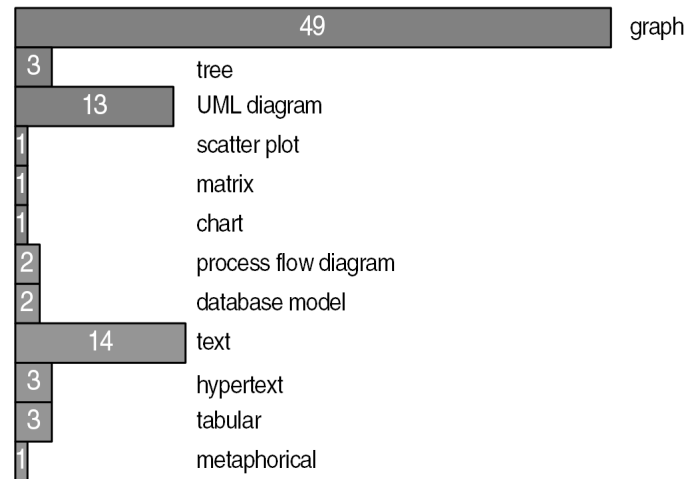 49 graph
3 tree
13 UML diagram
1 scatter plot
1 matrix
1 chart
2 process flow diagram
2 database model
14 text
3 hypertext
3 tabular
1 metaphorical